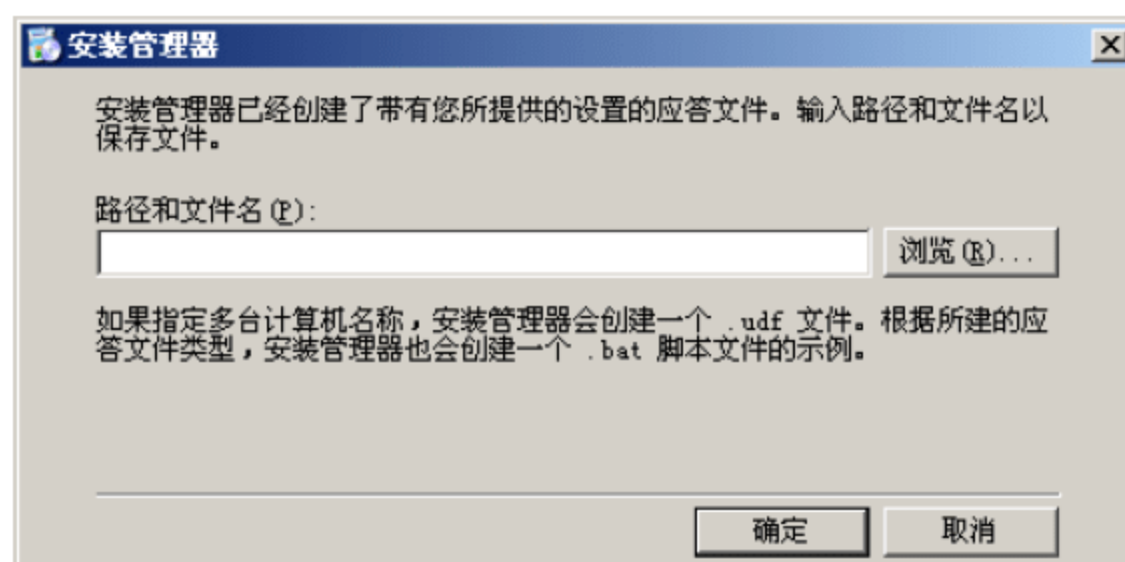 安装管理器
安装管理器已经创建了带有您所提供的设置的应答文件。输入路径和文件名以
保存文件。
路径和文件名(P):
浏览(R)...
如果指定多台计算机名称，安装管理器会创建一个 .udf 文件。根据所建的应
答文件类型，安装管理器也会创建一个 .bat 脚本文件的示例。
确定 取消